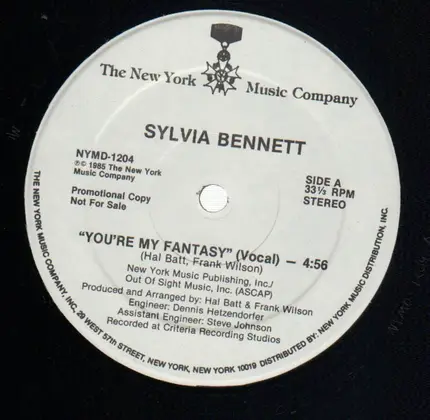 The New York Music Company
SYLVIA BENNETT
NYMD-1204
℗© 1985 The New York
Music Company
Promotional Copy
Not For Sale
SIDE A
33⅓ RPM
STEREO
"YOU'RE MY FANTASY" (Vocal) — 4:56
(Hal Batt, Frank Wilson)
New York Music Publishing, Inc./
Out Of Sight Music, Inc. (ASCAP)
Produced and Arranged by: Hal Batt & Frank Wilson
Engineer: Dennis Hetzendorfer
Assistant Engineer: Steve Johnson
Recorded at Criteria Recording Studios
THE NEW YORK MUSIC COMPANY, INC. 29 WEST 57th STREET, NEW YORK, NEW YORK 10019 DISTRIBUTED BY: NEW YORK MUSIC DISTRIBUTION, INC.